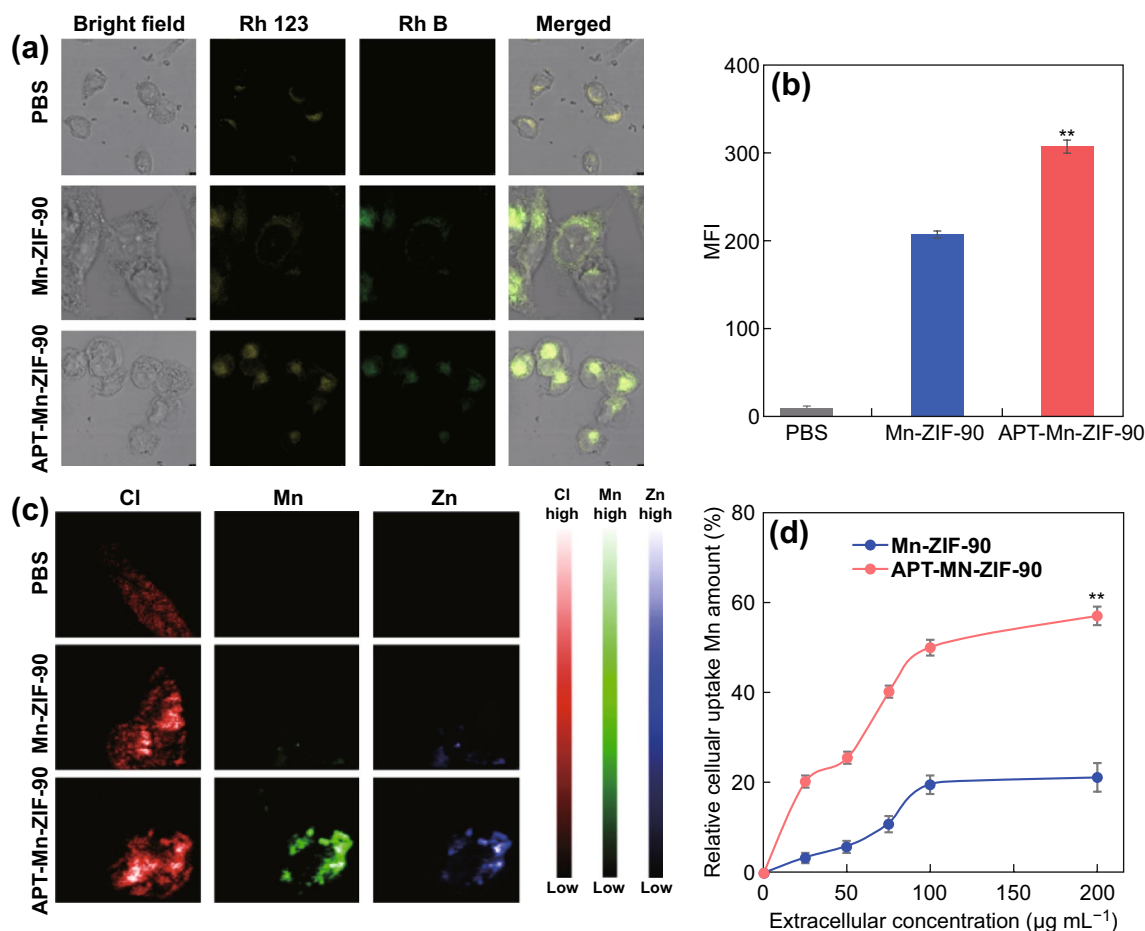 (a)
Bright field
Rh 123
Rh B
Merged
PBS
Mn-ZIF-90
APT-Mn-ZIF-90
(b)
MFI
400
300
200
100
0
**
PBS
Mn-ZIF-90
APT-Mn-ZIF-90
(c)
Cl
Mn
Zn
PBS
Mn-ZIF-90
APT-Mn-ZIF-90
Cl
high
Mn
high
Zn
high
Low
Low
Low
(d)
Relative cellualr uptake Mn amount (%)
80
60
40
20
0
Mn-ZIF-90
APT-MN-ZIF-90
**
0
50
100
150
200
Extracellular concentration (µg mL⁻¹)